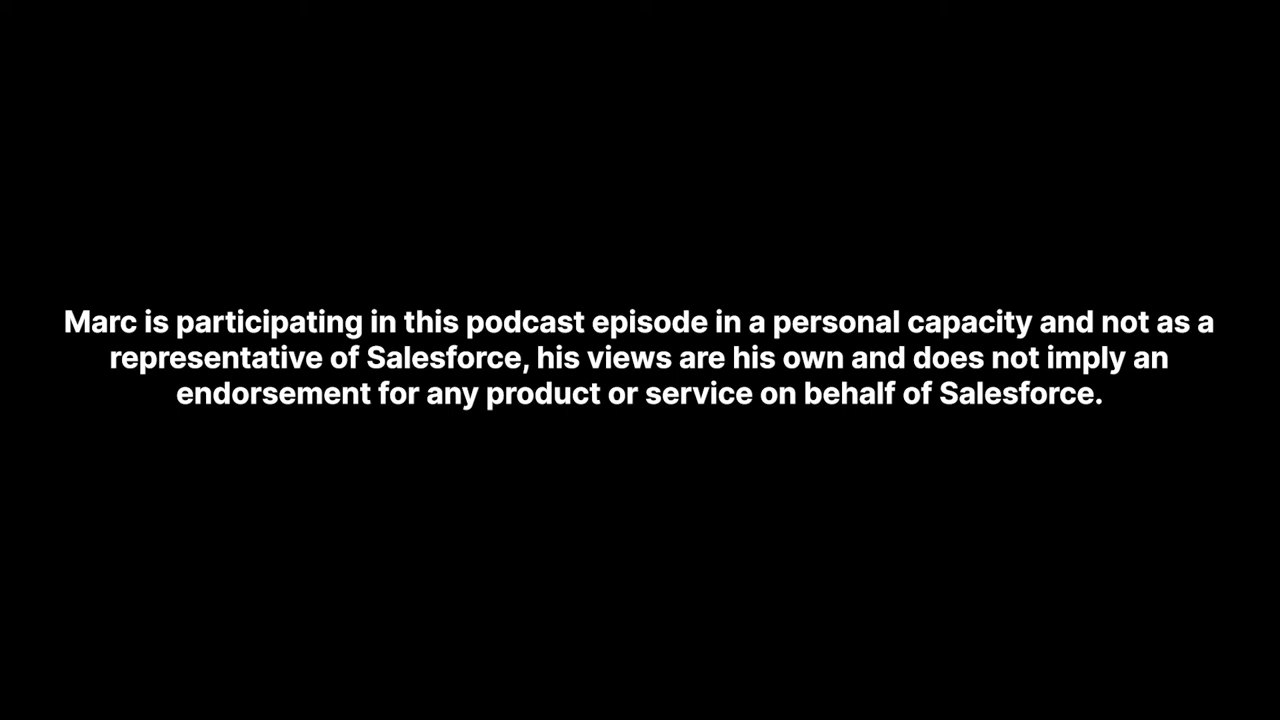 Marc is participating in this podcast episode in a personal capacity and not as a
representative of Salesforce, his views are his own and does not imply an
endorsement for any product or service on behalf of Salesforce.